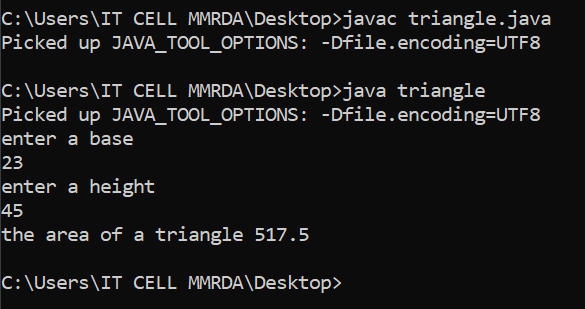 C:\Users\IT CELL MMRDA\Desktop>javac triangle.java
Picked up JAVA_TOOL_OPTIONS: -Dfile.encoding=UTF8
C:\Users\IT CELL MMRDA\Desktop>java triangle
Picked up JAVA_TOOL_OPTIONS: -Dfile.encoding=UTF8
enter a base
23
enter a height
45
the area of a triangle 517.5
C:\Users\IT CELL MMRDA\Desktop>